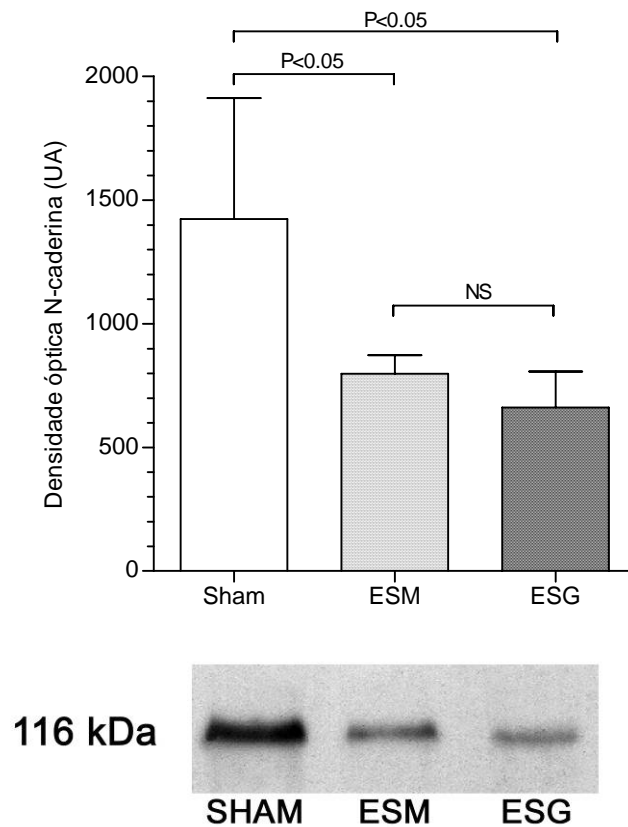 P<0.05
P<0.05
2000
1500
1000
500
0
Densidade óptica N-caderina (UA)
NS
Sham ESM ESG
116 kDa
SHAM ESM ESG